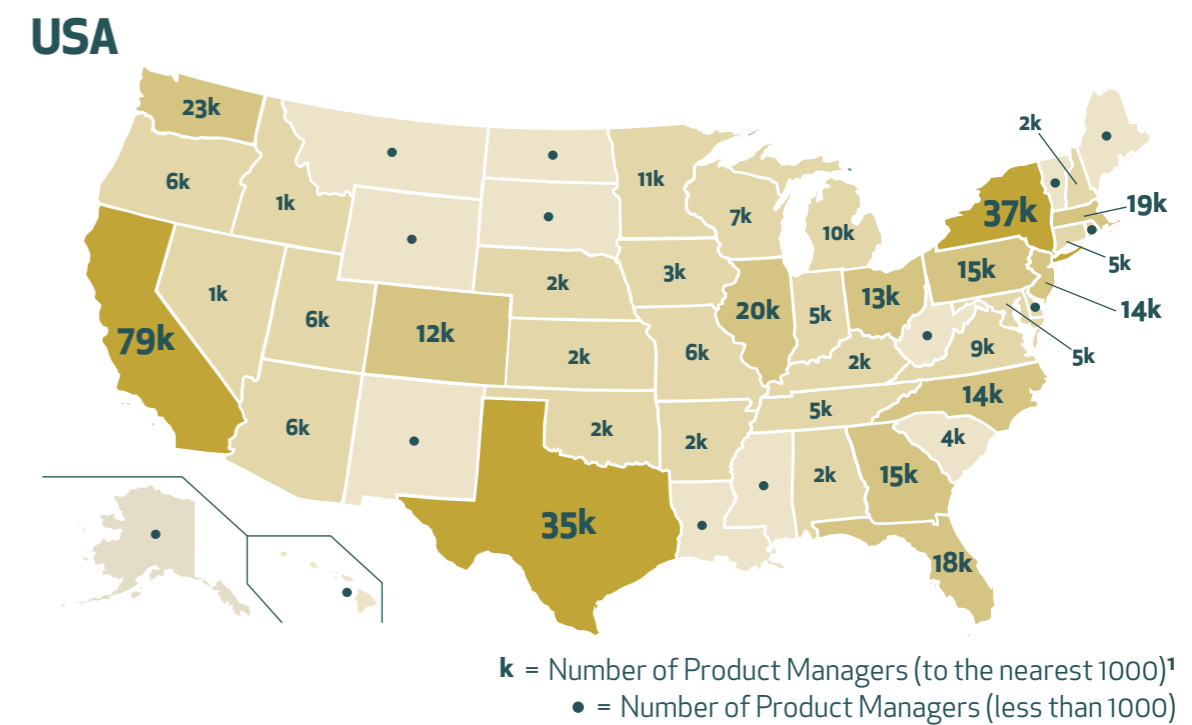 USA
23k
2k
6k
11k
1k
19k
37k
7k
10k
5k
15k
3k
2k
1k
13k
20k
14k
6k
5k
12k
79k
9k
6k
2k
5k
2k
14k
5k
6k
2k
4k
2k
2k
15k
35k
18k
k = Number of Product Managers (to the nearest 1000)¹
• = Number of Product Managers (less than 1000)